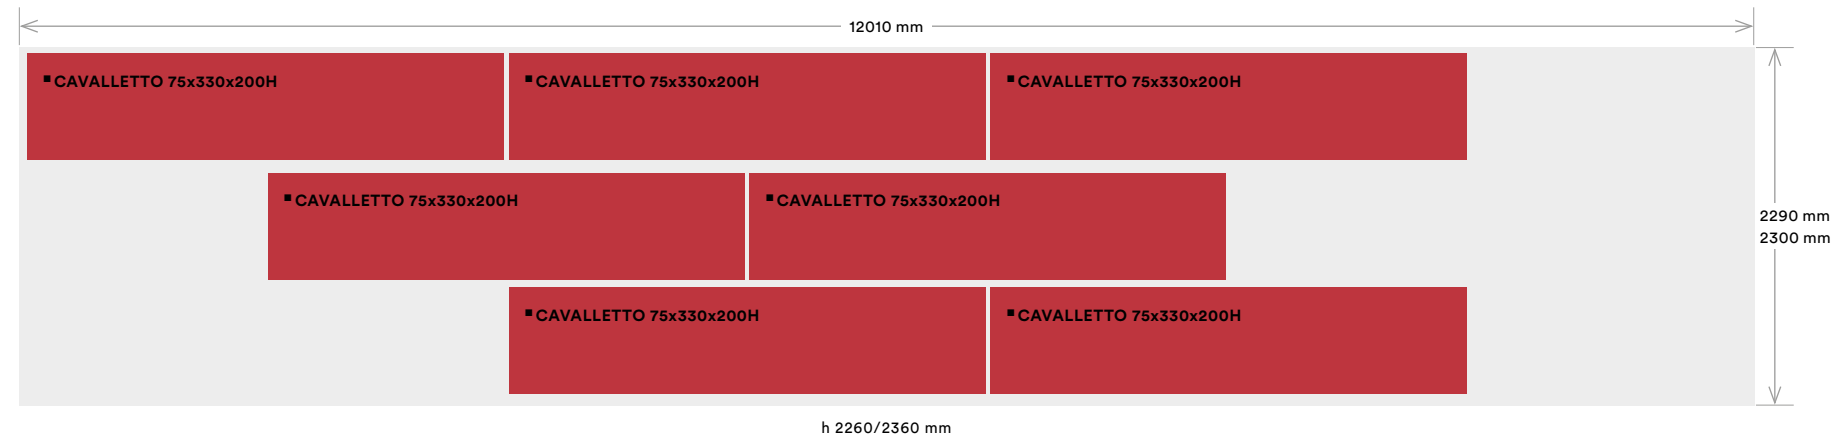 12010 mm
▪ CAVALLETTO 75x330x200H
▪ CAVALLETTO 75x330x200H
▪ CAVALLETTO 75x330x200H
▪ CAVALLETTO 75x330x200H
▪ CAVALLETTO 75x330x200H
2290 mm
2300 mm
▪ CAVALLETTO 75x330x200H
▪ CAVALLETTO 75x330x200H
h 2260/2360 mm